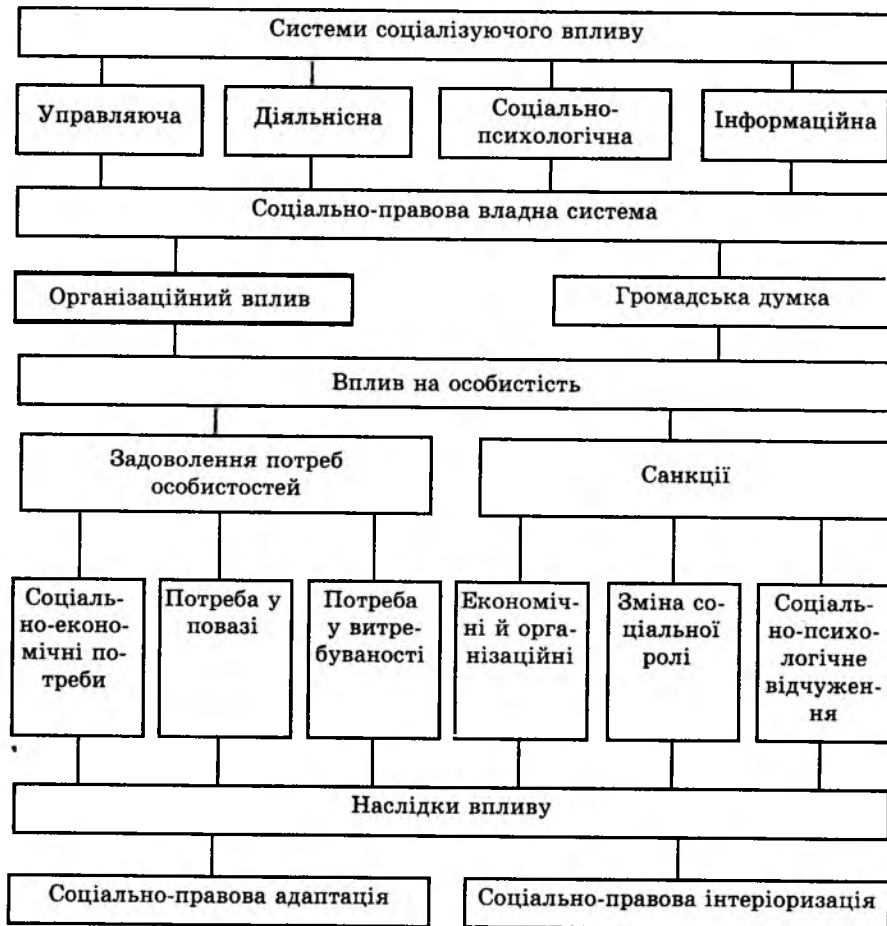 Системи соціалізуючого впливу
Управляюча
Діяльнісна
Соціально-
психологічна
Інформаційна
Соціально-правова владна система
Організаційний вплив
Громадська думка
Вплив на особистість
Задоволення потреб
особистостей
Санкції
Соціаль-
но-еконо-
мічні по-
треби
Потреба у
повазі
Потреба
у витре-
буваності
Економіч-
ні й орга-
нізаційні
Зміна со-
ціальної
ролі
Соціаль-
но-психо-
логічне
відчужен-
ня
Наслідки впливу
Соціально-правова адаптація
Соціально-правова інтеріоризація